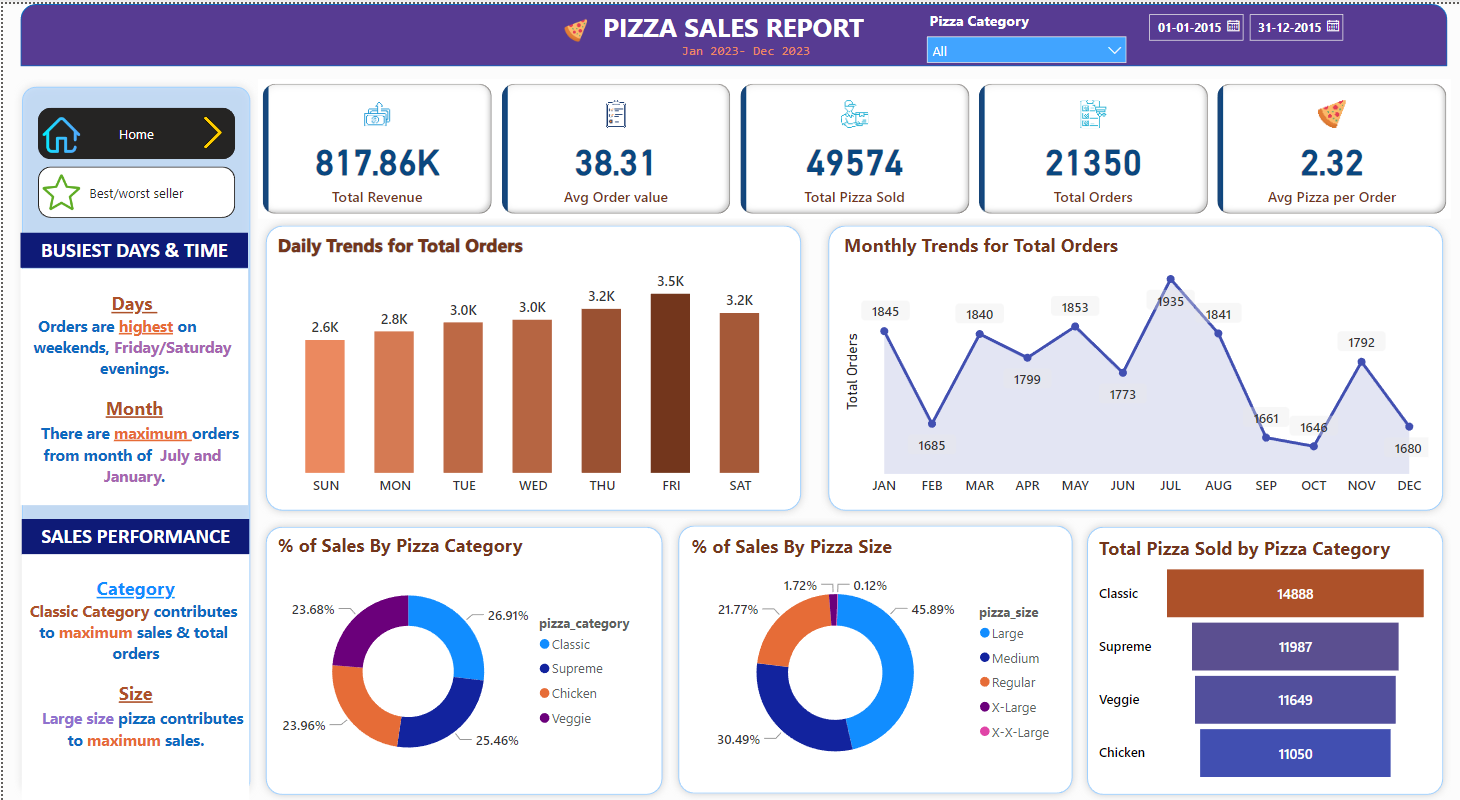 PIZZA SALES REPORT
Jan 2023- Dec 2023
Pizza Category
All
01-01-2015
31-12-2015
Home
Best/worst seller
BUSIEST DAYS & TIME
Days
Orders are highest on
weekends, Friday/Saturday
evenings.
Month
There are maximum orders
from month of July and
January.
SALES PERFORMANCE
Category
Classic Category contributes
to maximum sales & total
orders
Size
Large size pizza contributes
to maximum sales.
817.86K
Total Revenue
38.31
Avg Order value
49574
Total Pizza Sold
21350
Total Orders
2.32
Avg Pizza per Order
Daily Trends for Total Orders
2.6K
2.8K
3.0K
3.0K
3.2K
3.5K
3.2K
SUN MON TUE WED THU FRI SAT
Monthly Trends for Total Orders
Total Orders
1845
1685
1840
1799
1853
1773
1935
1841
1661
1646
1792
1680
JAN FEB MAR APR MAY JUN JUL AUG SEP OCT NOV DEC
% of Sales By Pizza Category
23.68%
26.91%
23.96%
25.46%
pizza_category
Classic
Supreme
Chicken
Veggie
% of Sales By Pizza Size
1.72%
0.12%
21.77%
45.89%
30.49%
pizza_size
Large
Medium
Regular
X-Large
X-X-Large
Total Pizza Sold by Pizza Category
Classic 14888
Supreme 11987
Veggie 11649
Chicken 11050